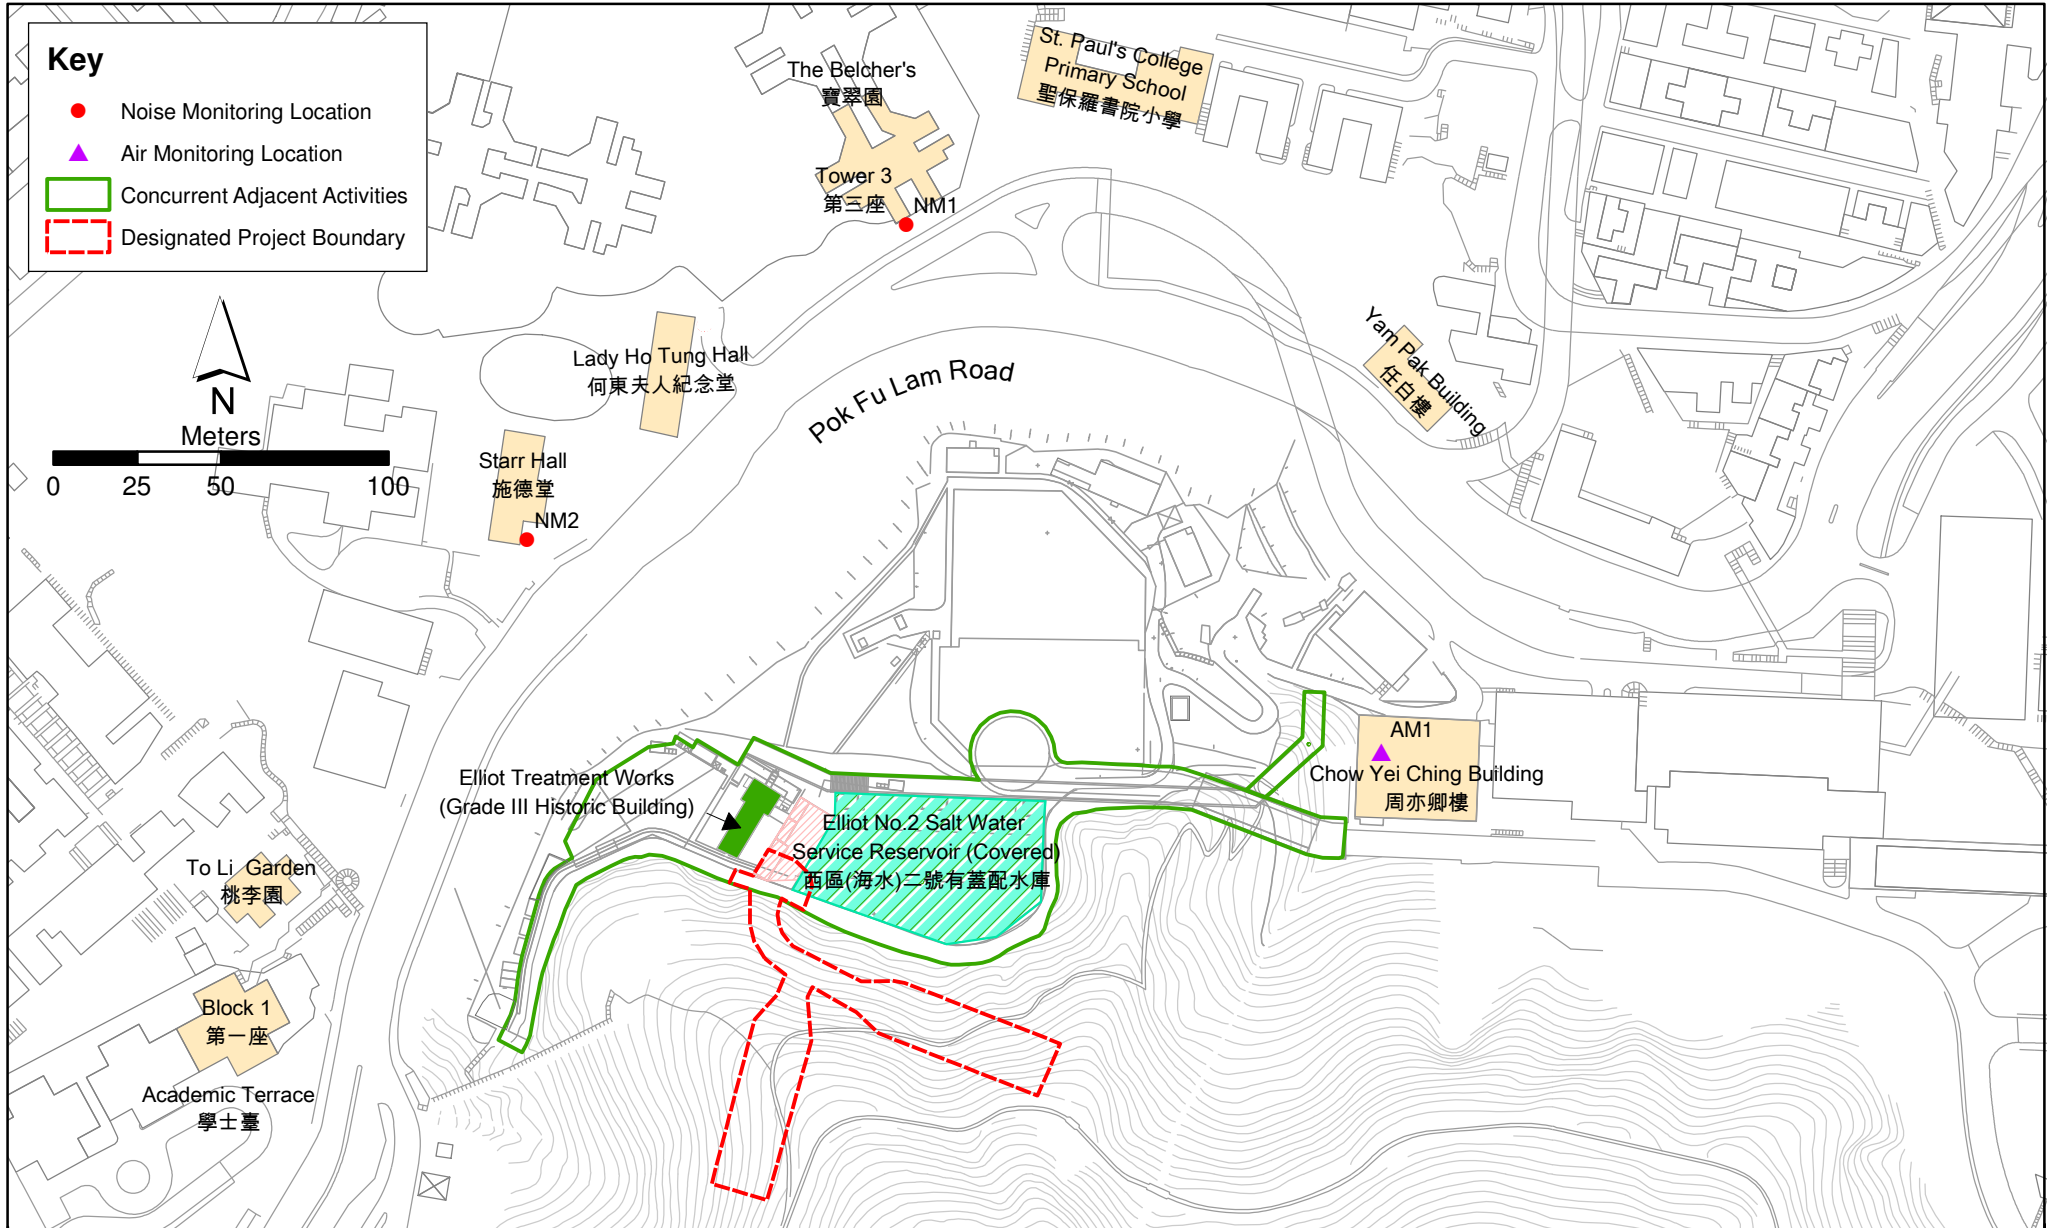 Key
Noise Monitoring Location
Air Monitoring Location
Concurrent Adjacent Activities
Designated Project Boundary
N
Meters
0 25 50 100
The Belcher's
寶翠園
Tower 3
第三座
NM1
St. Paul's College
Primary School
聖保羅書院小學
Lady Ho Tung Hall
何東夫人紀念堂
Pok Fu Lam Road
Yam Pak Building
任白樓
Starr Hall
施德堂
NM2
AM1
Chow Yei Ching Building
周亦卿樓
Elliot Treatment Works
(Grade III Historic Building)
Elliot No.2 Salt Water
Service Reservoir (Covered)
西區(海水)二號有蓋配水庫
To Li Garden
桃李園
Block 1
第一座
Academic Terrace
學士臺